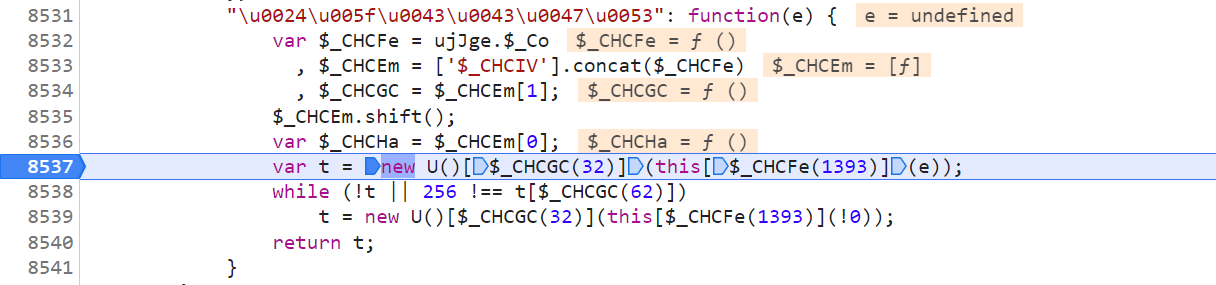 8531 "\u0024\u005f\u0043\u0043\u0047\u0053": function(e) { e = undefined
8532 var $_CHCFe = ujJge.$_Co $_CHCFe = ƒ ()
8533 , $_CHCEm = ['$_CHCIV'].concat($_CHCFe) $_CHCEm = [ƒ]
8534 , $_CHCGC = $_CHCEm[1]; $_CHCGC = ƒ ()
8535 $_CHCEm.shift();
8536 var $_CHCHa = $_CHCEm[0]; $_CHCHa = ƒ ()
8537 var t = new U()[$_CHCGC(32)](this[$_CHCFe(1393)](e));
8538 while (!t || 256 !== t[$_CHCGC(62)])
8539 t = new U()[$_CHCGC(32)](this[$_CHCFe(1393)](!0));
8540 return t;
8541 }